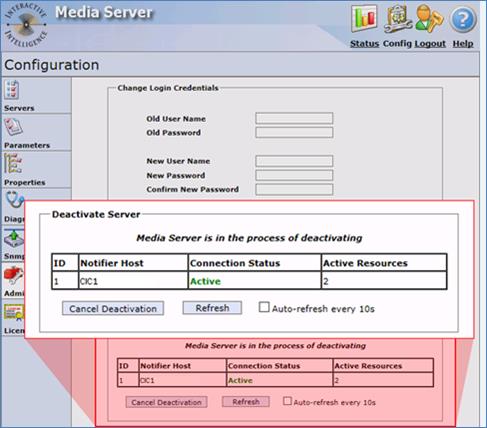 INTERACTIVE INTELLIGENCE
Media Server
Status Config Logout Help
Configuration
Servers
Parameters
Properties
Diag
Snm
Admi
Licen
Change Login Credentials
Old User Name
Old Password
New User Name
New Password
Confirm New Password
Deactivate Server
Media Server is in the process of deactivating
ID Notifier Host Connection Status Active Resources
1 CIC1 Active 2
Cancel Deactivation Refresh Auto-refresh every 10s
Media Server is in the process of deactivating
ID Notifier Host Connection Status Active Resources
1 CIC1 Active 2
Cancel Deactivation Refresh Auto-refresh every 10s